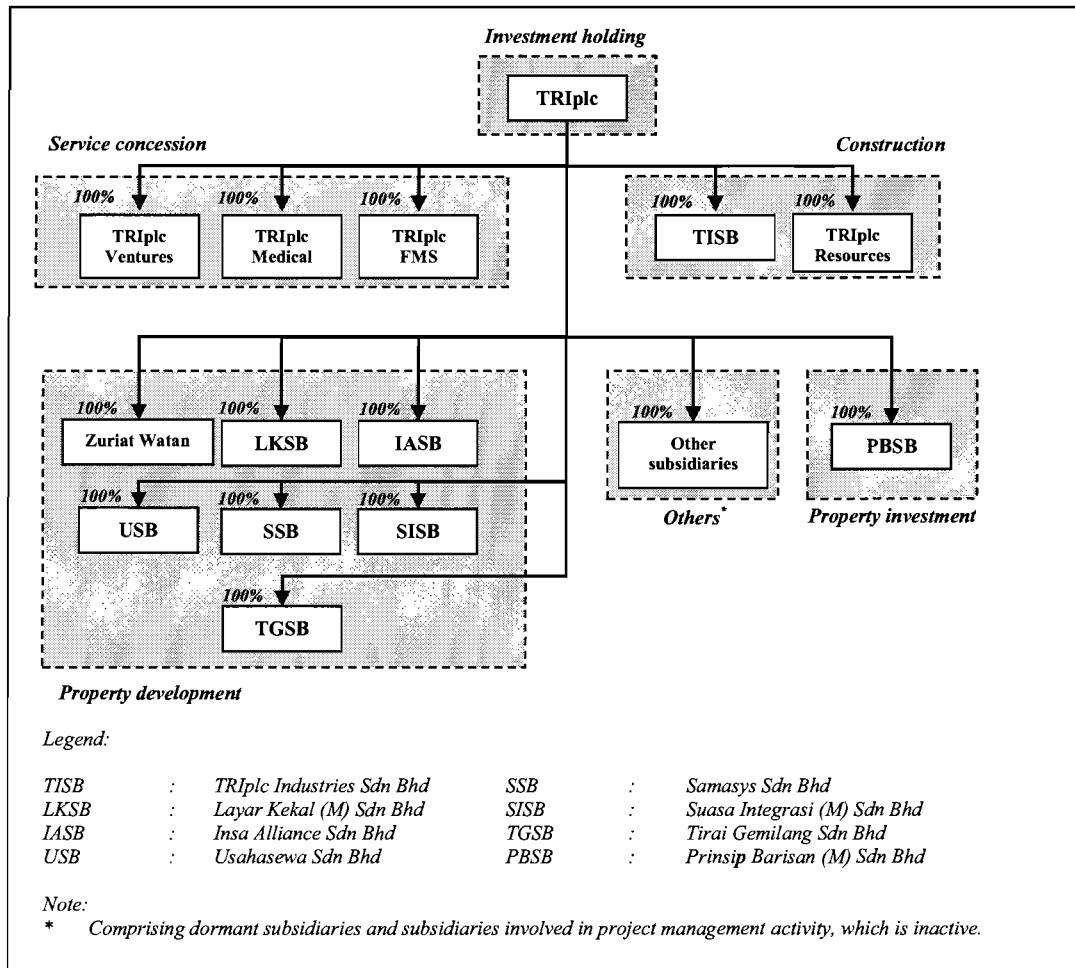 Investment holding
TRIplc
Service concession
Construction
100%
100%
100%
100%
100%
TRIplc
Ventures
TRIplc
Medical
TRIplc
FMS
TISB
TRIplc
Resources
100%
100%
100%
100%
100%
Zuriat Watan
LKSB
IASB
Other
subsidiaries
PBSB
100%
100%
100%
USB
SSB
SISB
Others*
Property investment
100%
TGSB
Property development
Legend:
TISB : TRIplc Industries Sdn Bhd SSB : Samasys Sdn Bhd
LKSB : Layar Kekal (M) Sdn Bhd SISB : Suasa Integrasi (M) Sdn Bhd
IASB : Insa Alliance Sdn Bhd TGSB : Tirai Gemilang Sdn Bhd
USB : Usahasewa Sdn Bhd PBSB : Prinsip Barisan (M) Sdn Bhd
Note:
* Comprising dormant subsidiaries and subsidiaries involved in project management activity, which is inactive.